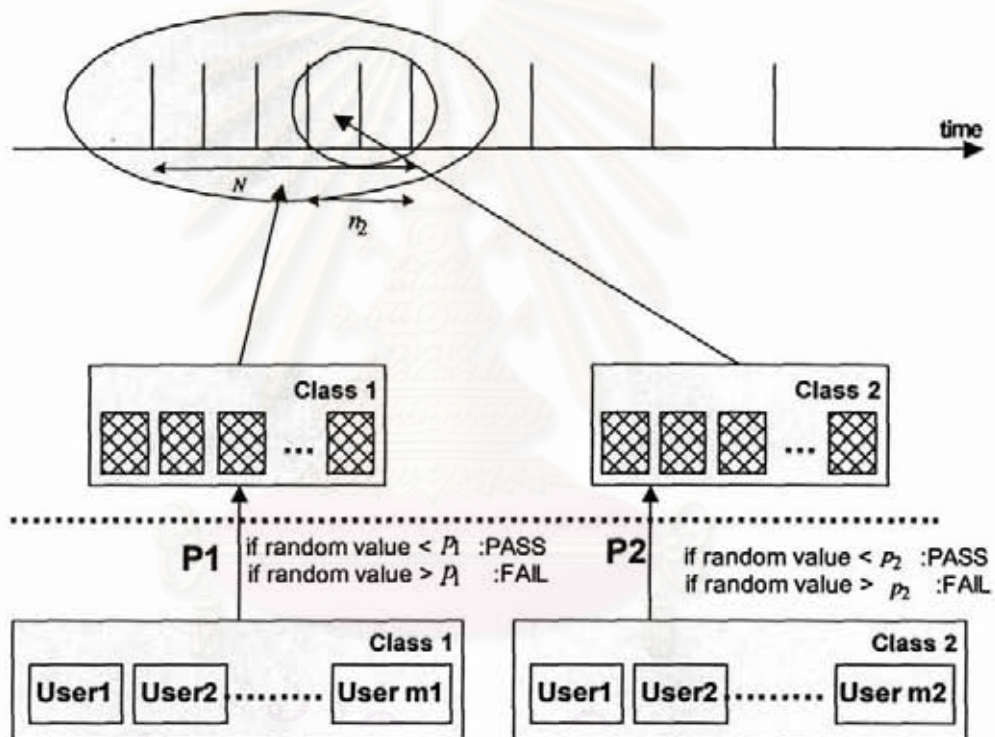 time
N
n2
Class 1
...
Class 2
...
P1
if random value < P1 :PASS
if random value > P1 :FAIL
P2
if random value < p2 :PASS
if random value > p2 :FAIL
Class 1
User1 User2 ........ User m1
Class 2
User1 User2 ........ User m2